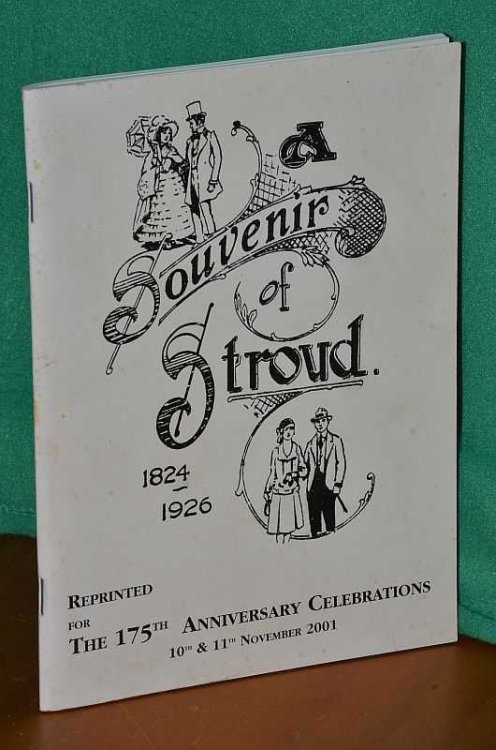 A
Souvenir
of
Stroud.
1824
1926
REPRINTED
FOR
THE 175TH ANNIVERSARY CELEBRATIONS
10TH & 11TH NOVEMBER 2001